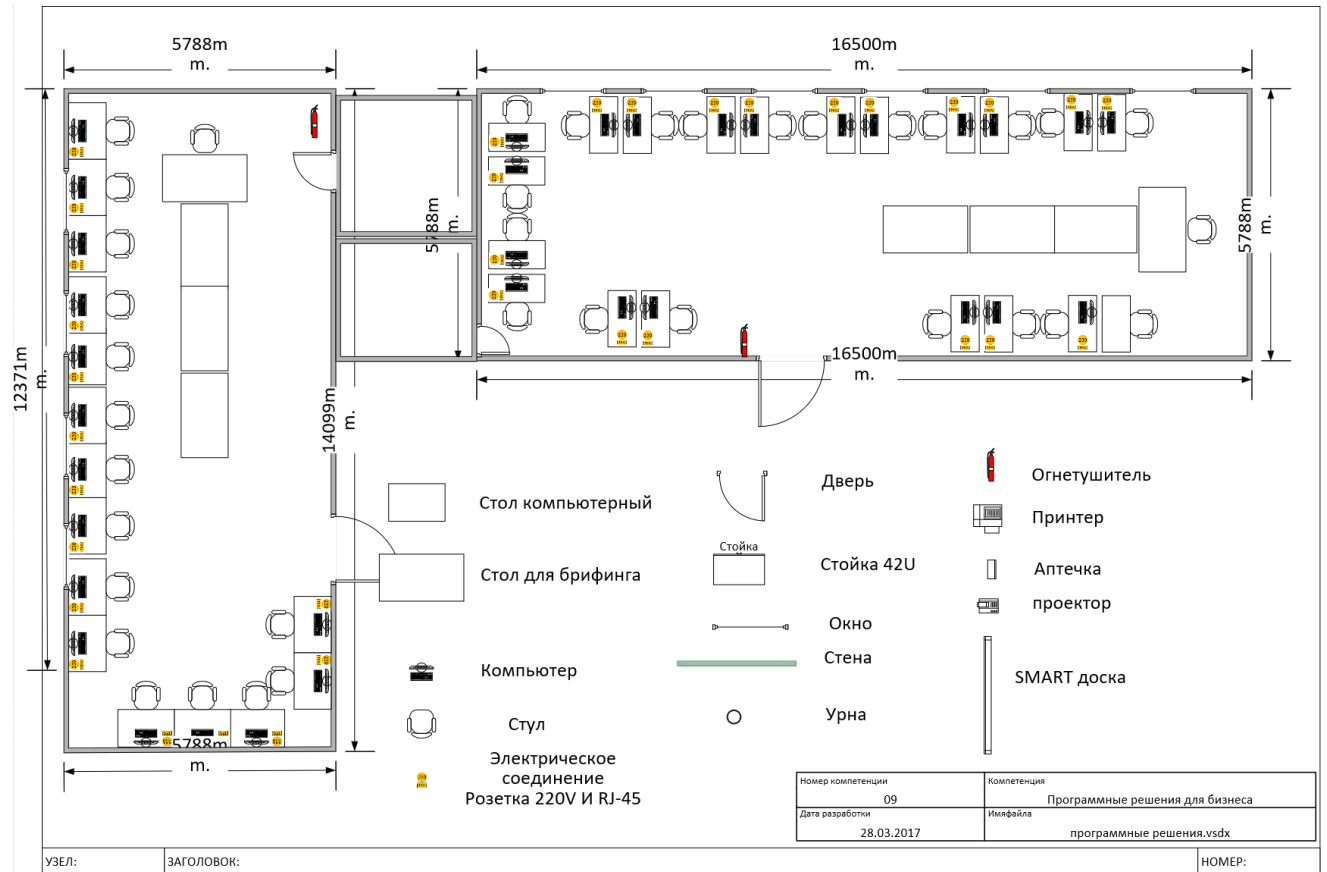 5788m
m.
16500m
m.
5788m
m.
5788m
m.
12371m
m.
14099m
m.
16500m
m.
5788m
m.
Стол компьютерный
Стол для брифинга
Компьютер
Стул
Электрическое
соединение
Розетка 220V И RJ-45
Дверь
Стойка
Стойка 42U
Окно
Стена
Урна
Огнетушитель
Принтер
Аптечка
проектор
SMART доска
Номер компетенции
09
Компетенция
Программные решения для бизнеса
Дата разработки
28.03.2017
Имяфайла
программные решения.vsdx
УЗЕЛ:
ЗАГОЛОВОК:
НОМЕР: